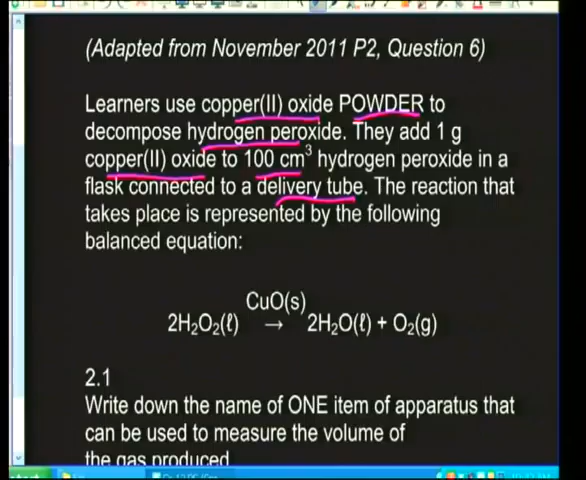 (Adapted from November 2011 P2, Question 6)
Learners use copper(II) oxide POWDER to
decompose hydrogen peroxide. They add 1 g
copper(II) oxide to 100 cm³ hydrogen peroxide in a
flask connected to a delivery tube. The reaction that
takes place is represented by the following
balanced equation:
CuO(s)
2H₂O₂(ℓ) → 2H₂O(ℓ) + O₂(g)
2.1
Write down the name of ONE item of apparatus that
can be used to measure the volume of
the gas produced